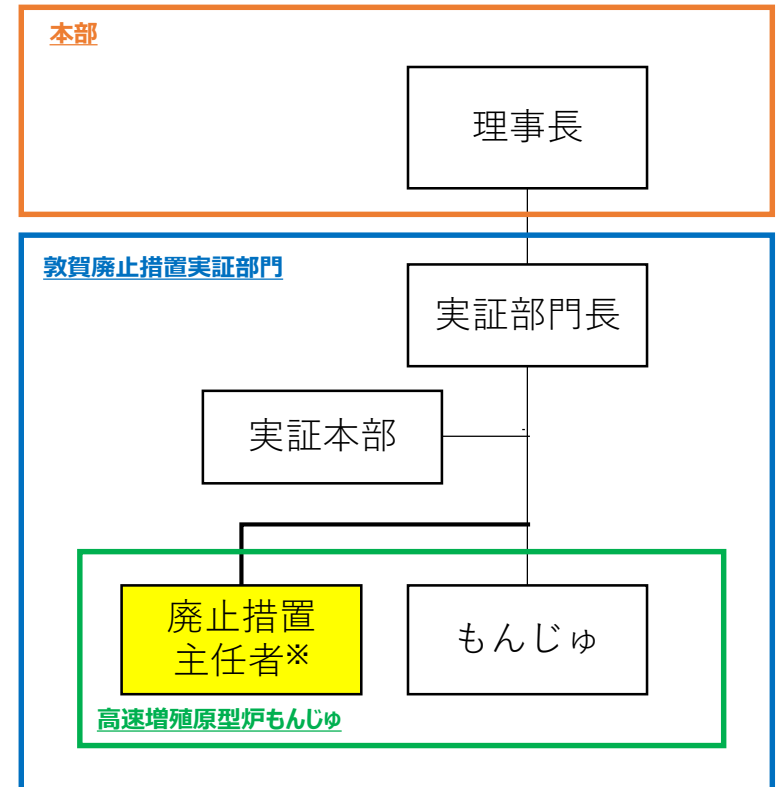 本部
理事長
敦賀廃止措置実証部門
実証部門長
実証本部
廃止措置
主任者※
もんじゅ
高速増殖原型炉もんじゅ